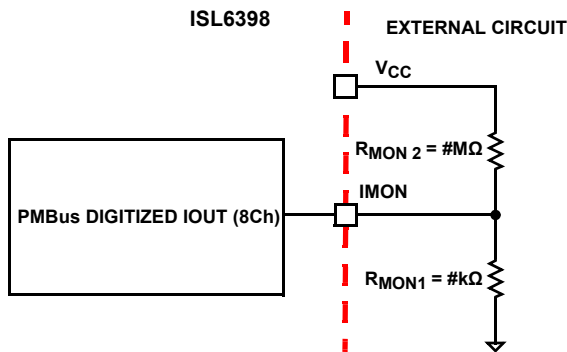 ISL6398
EXTERNAL CIRCUIT
VCC
RMON 2 = #MΩ
IMON
PMBus DIGITIZED IOUT (8Ch)
RMON1 = #kΩ